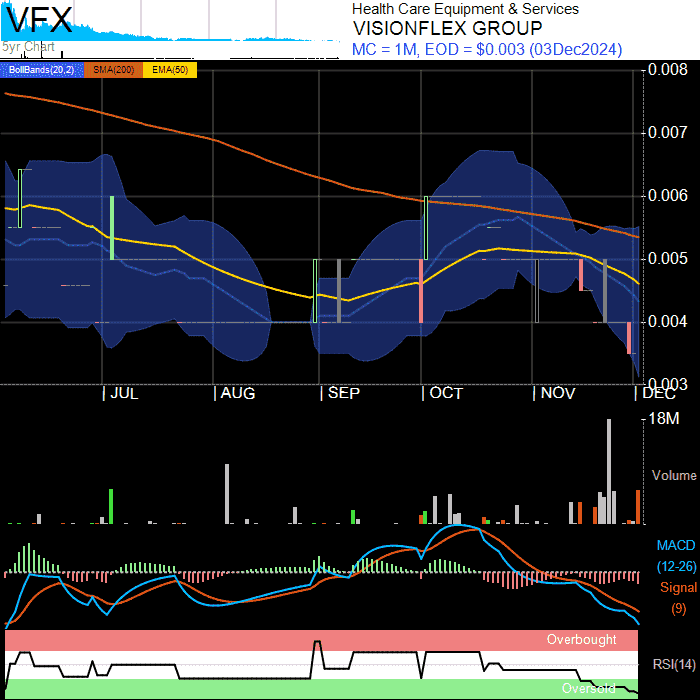 VFX
5yr Chart
Health Care Equipment & Services
VISIONFLEX GROUP
MC = 1M, EOD = $0.003 (03Dec2024)
BollBands(20,2) SMA(200) EMA(50)
0.008
0.007
0.006
0.005
0.004
0.003
JUL AUG SEP OCT NOV DEC
18M
Volume
MACD
(12-26)
Signal
(9)
Overbought
RSI(14)
Oversold